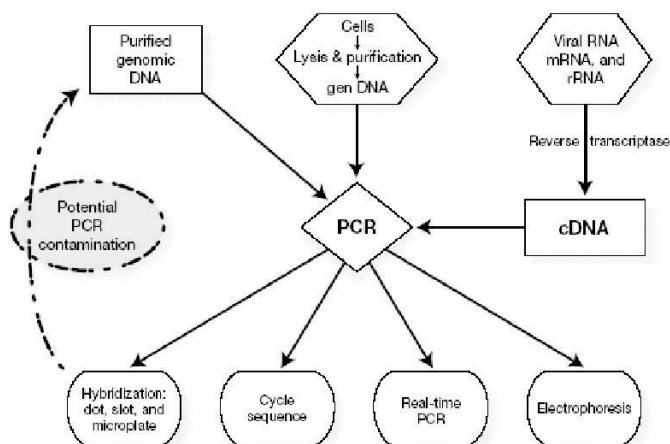 Purified
genomic
DNA
Cells
Lysis & purification
gen DNA
Viral RNA
mRNA, and
rRNA
Reverse transcriptase
Potential
PCR
contamination
PCR
cDNA
Hybridization:
dot, slot, and
microplate
Cycle
sequence
Real-time
PCR
Electrophoresis